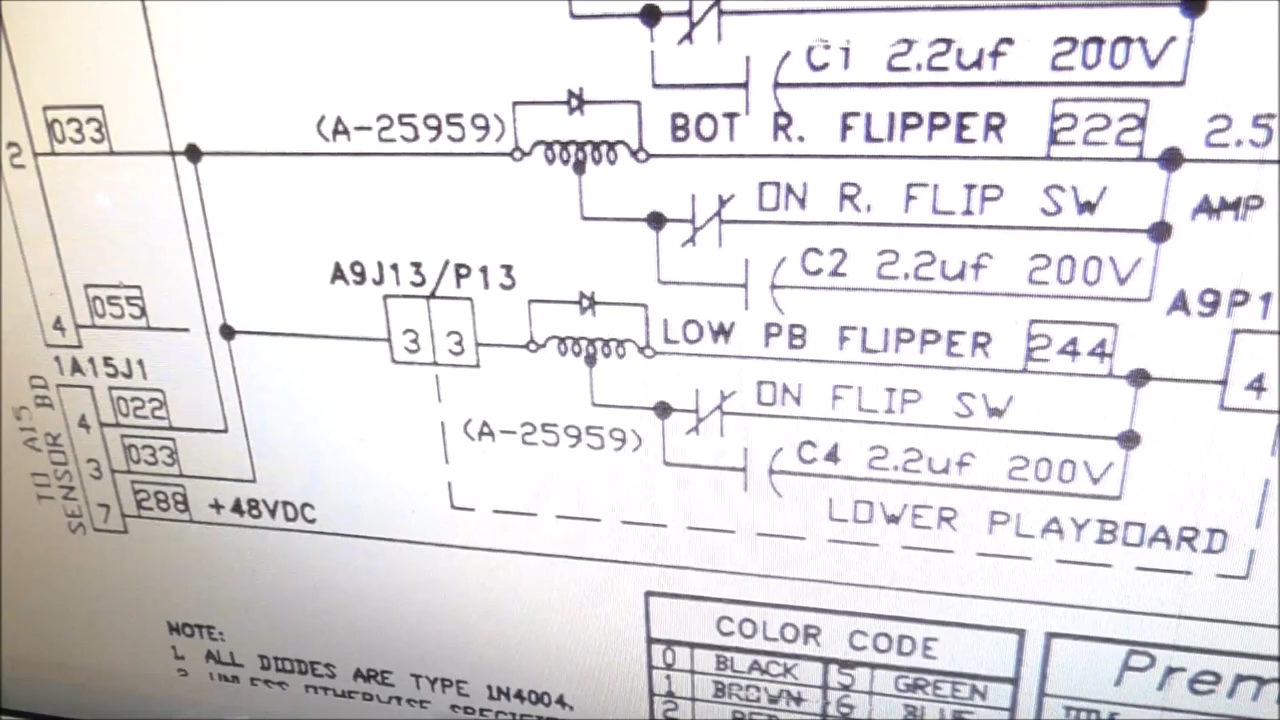 C1 2.2uf 200V
033 (A-25959) BOT R. FLIPPER 222 2.5
2
AMP
ON R. FLIP SW
C2 2.2uf 200V
A9J13/P13
055
4
A9P1
3 3 LOW PB FLIPPER 244
4
1A15J1
ON FLIP SW
TO A15
SENSOR BD
4 022
(A-25959)
C4 2.2uf 200V
3 033
7 288 +48VDC
LOWER PLAYBOARD
NOTE:
1. ALL DIODES ARE TYPE 1N4004.
COLOR CODE
0 BLACK 5 GREEN
1 BROWN 6 BLUE
2 RED
Prem